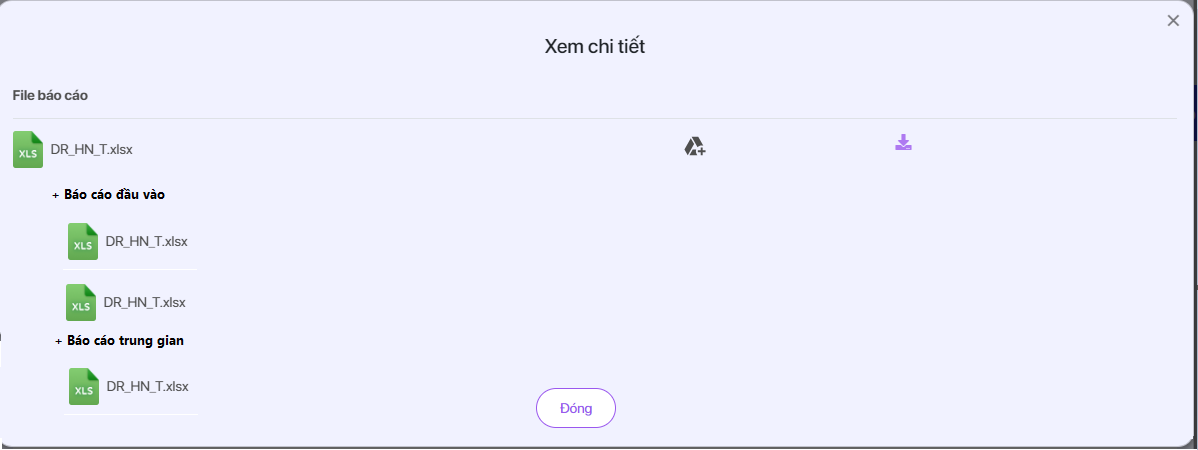 Xem chi tiết
File báo cáo
XLS DR_HN_T.xlsx
+ Báo cáo đầu vào
XLS DR_HN_T.xlsx
XLS DR_HN_T.xlsx
+ Báo cáo trung gian
XLS DR_HN_T.xlsx
Đóng